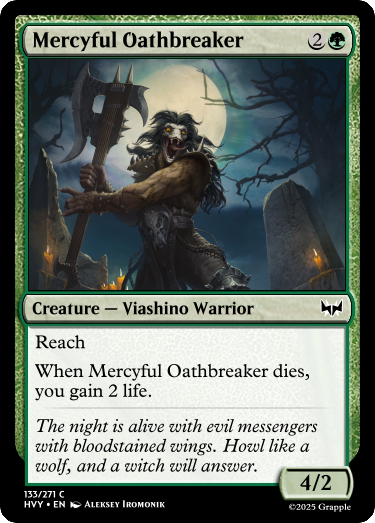 Mercyful Oathbreaker 2
Creature — Viashino Warrior
Reach
When Mercyful Oathbreaker dies,
you gain 2 life.
The night is alive with evil messengers
with bloodstained wings. Howl like a
wolf, and a witch will answer.
4/2
133/271 C
HVY • EN Aleksey Iromonik
©2025 Grapple